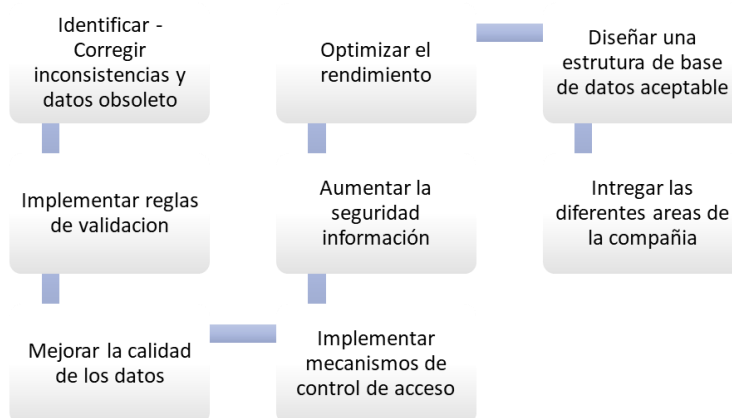 Identificar -
Corregir
inconsistencias y
datos obsoleto
Implementar reglas
de validacion
Mejorar la calidad
de los datos
Implementar
mecanismos de
control de acceso
Aumentar la
seguridad
información
Optimizar el
rendimiento
Diseñar una
estrutura de base
de datos aceptable
Intregar las
diferentes areas de
la compañia